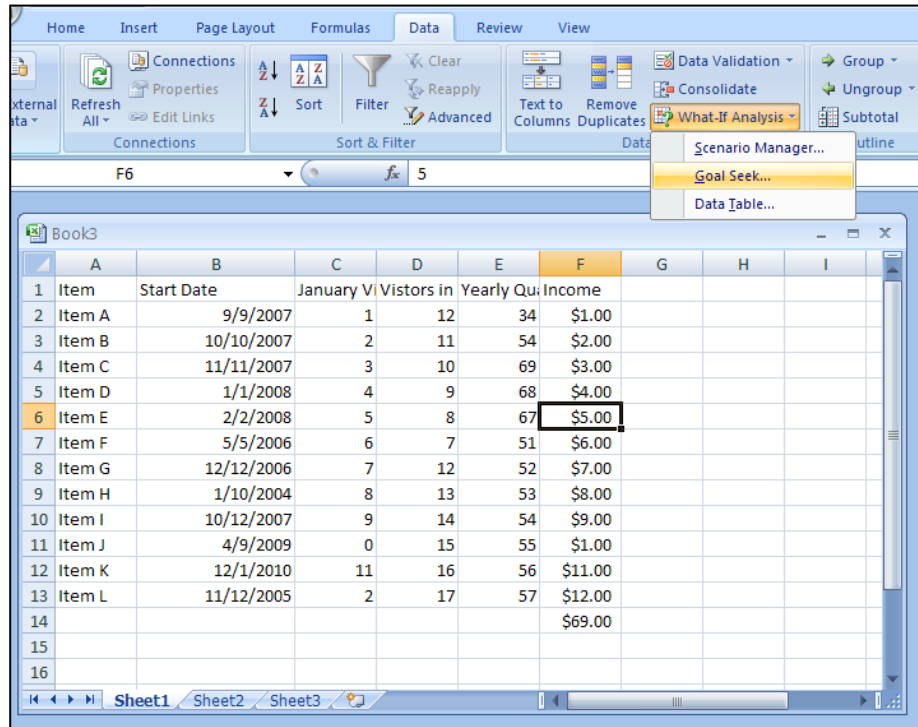 Home Insert Page Layout Formulas Data Review View
Connections Clear Data Validation Group
xternal Refresh Properties Sort Filter Reapply Text to Remove Consolidate Ungroup
ata All Edit Links Advanced Columns Duplicates What-If Analysis Subtotal
Connections Sort & Filter Data utline
Scenario Manager...
Goal Seek...
Data Table...
F6 fx 5
Book3
A B C D E F G H I
1 Item Start Date January Vi Vistors in Yearly Qua Income
2 Item A 9/9/2007 1 12 34 $1.00
3 Item B 10/10/2007 2 11 54 $2.00
4 Item C 11/11/2007 3 10 69 $3.00
5 Item D 1/1/2008 4 9 68 $4.00
6 Item E 2/2/2008 5 8 67 $5.00
7 Item F 5/5/2006 6 7 51 $6.00
8 Item G 12/12/2006 7 12 52 $7.00
9 Item H 1/10/2004 8 13 53 $8.00
10 Item I 10/12/2007 9 14 54 $9.00
11 Item J 4/9/2009 0 15 55 $1.00
12 Item K 12/1/2010 11 16 56 $11.00
13 Item L 11/12/2005 2 17 57 $12.00
14 $69.00
15
16
Sheet1 Sheet2 Sheet3